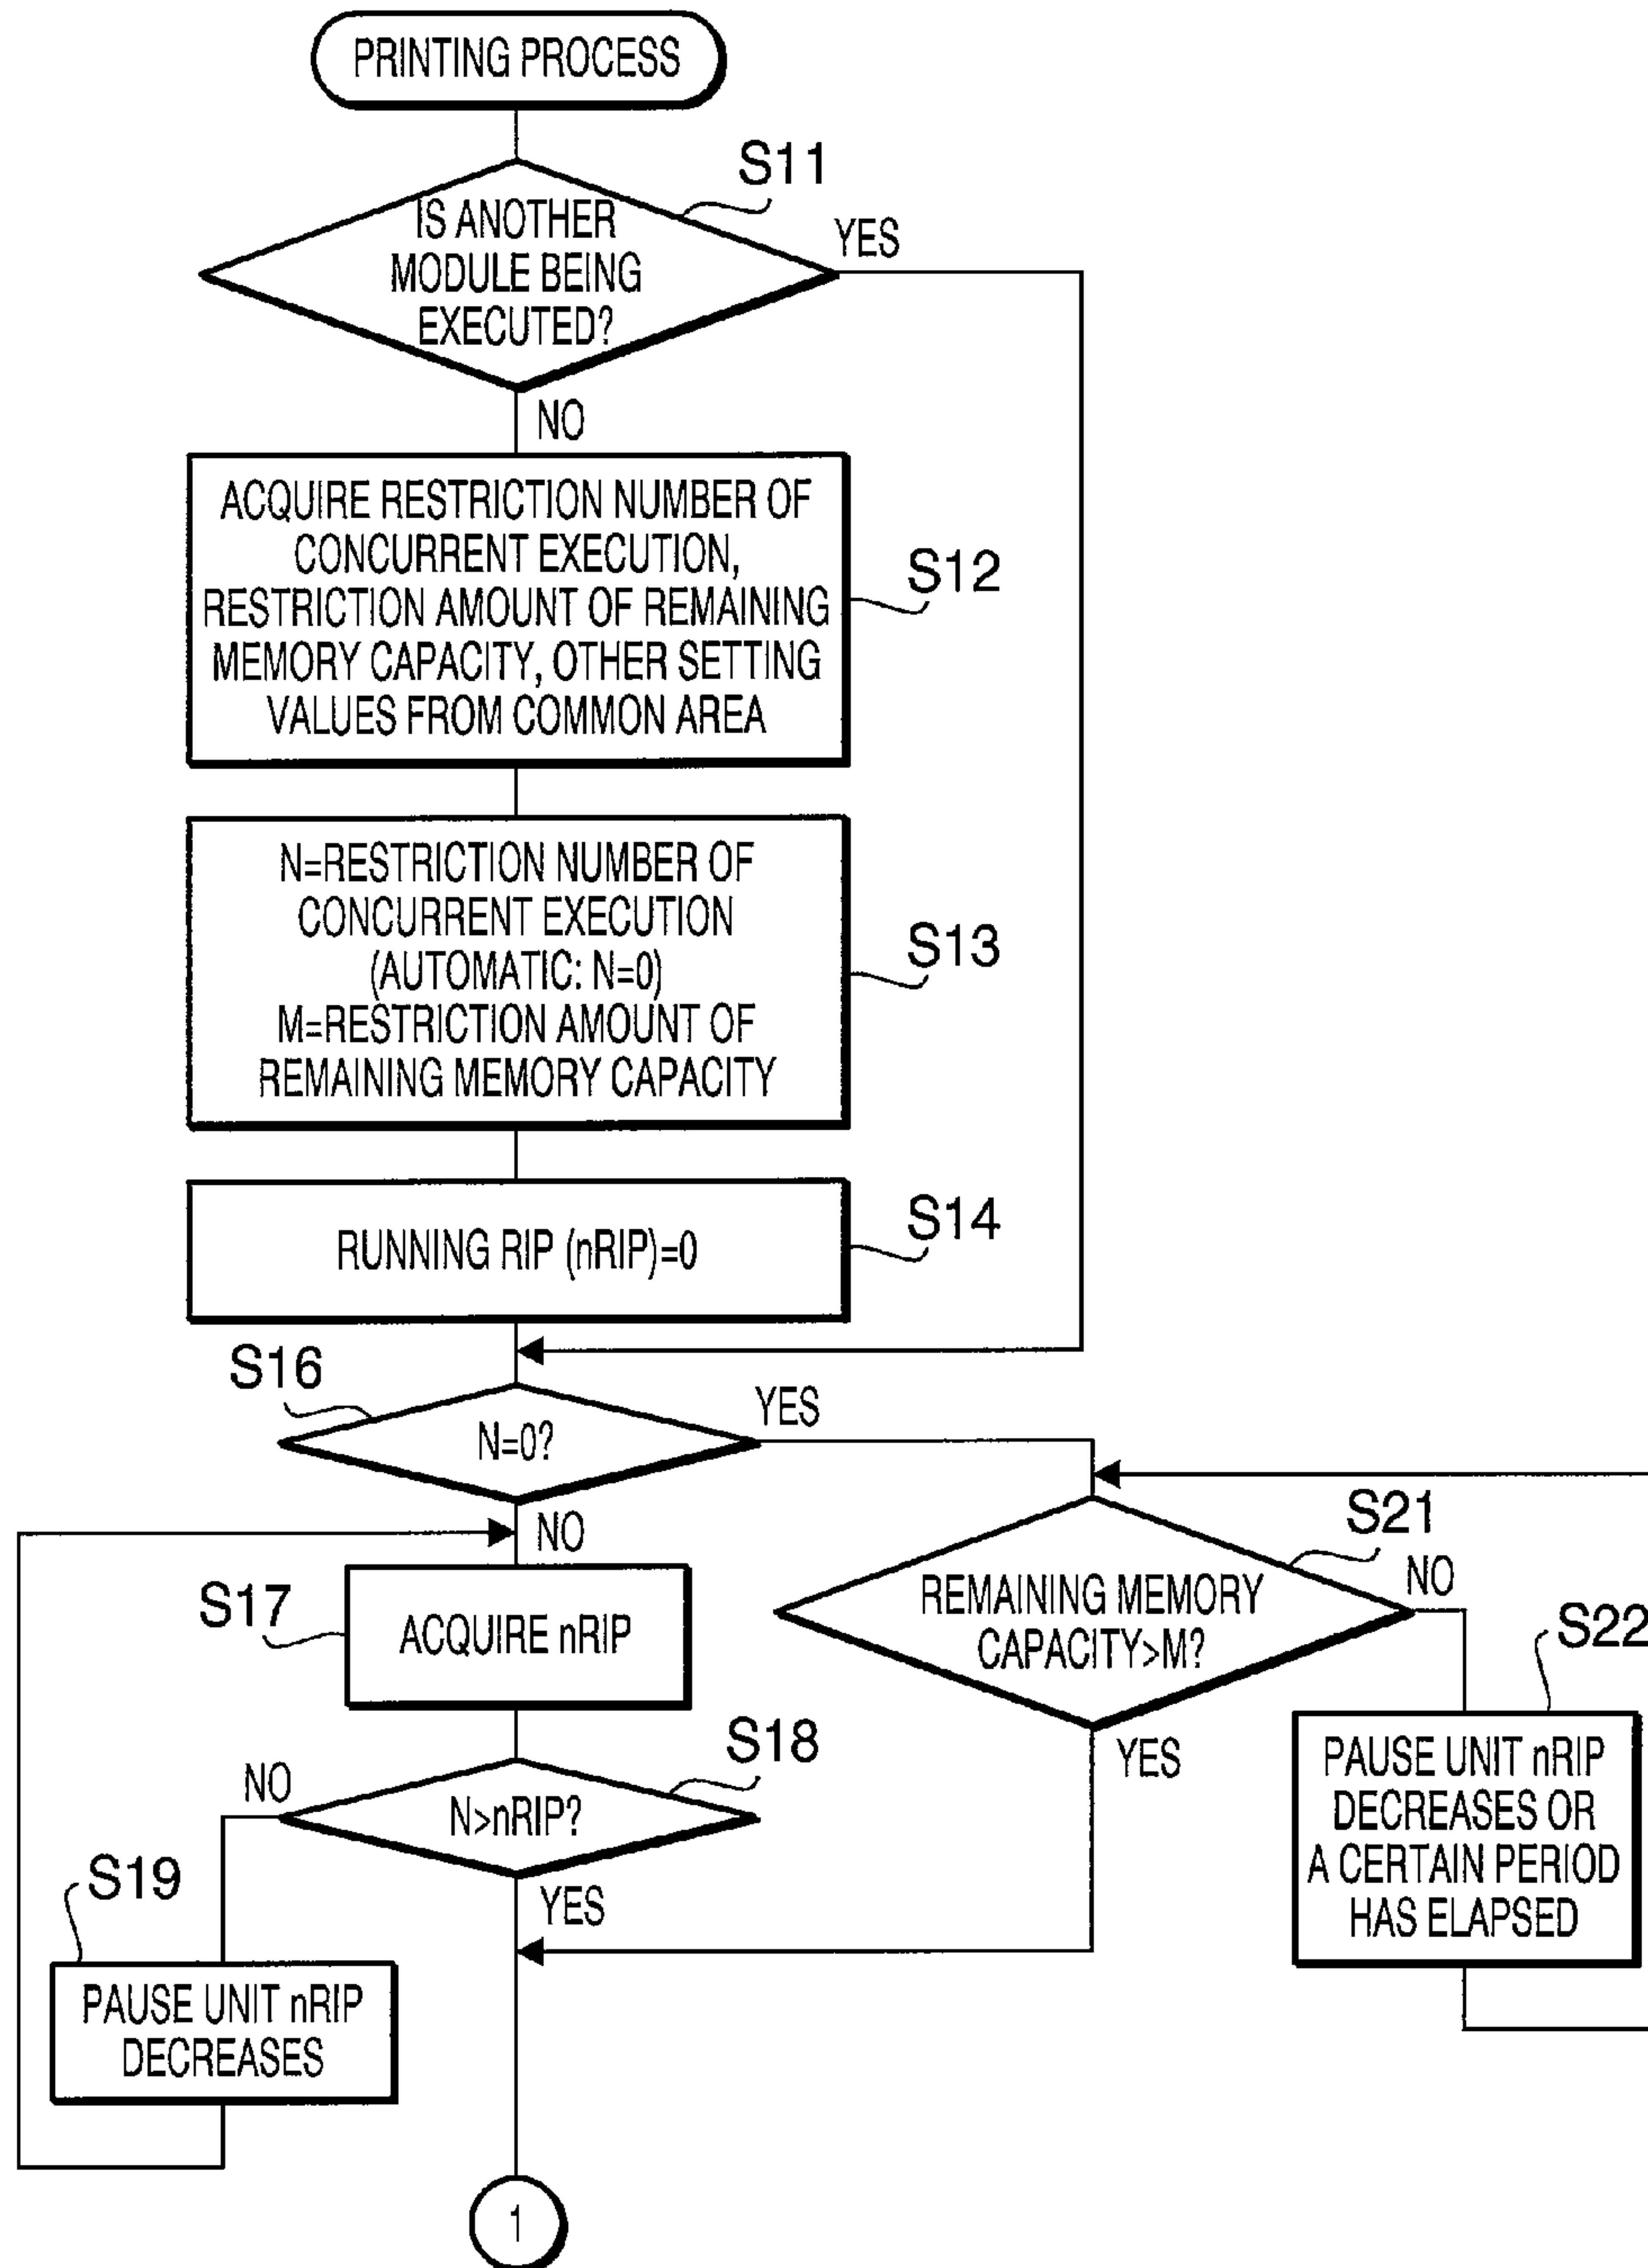 PRINTING PROCESS
S11
IS ANOTHER
MODULE BEING
EXECUTED?
YES
NO
ACQUIRE RESTRICTION NUMBER OF
CONCURRENT EXECUTION,
RESTRICTION AMOUNT OF REMAINING
MEMORY CAPACITY, OTHER SETTING
VALUES FROM COMMON AREA
S12
N=RESTRICTION NUMBER OF
CONCURRENT EXECUTION
(AUTOMATIC: N=0)
M=RESTRICTION AMOUNT OF
REMAINING MEMORY CAPACITY
S13
RUNNING RIP (nRIP)=0
S14
S16
N=0?
YES
NO
S17
ACQUIRE nRIP
S21
REMAINING MEMORY
CAPACITY>M?
NO
YES
S22
PAUSE UNIT nRIP
DECREASES OR
A CERTAIN PERIOD
HAS ELAPSED
S18
N>nRIP?
NO
YES
S19
PAUSE UNIT nRIP
DECREASES
1